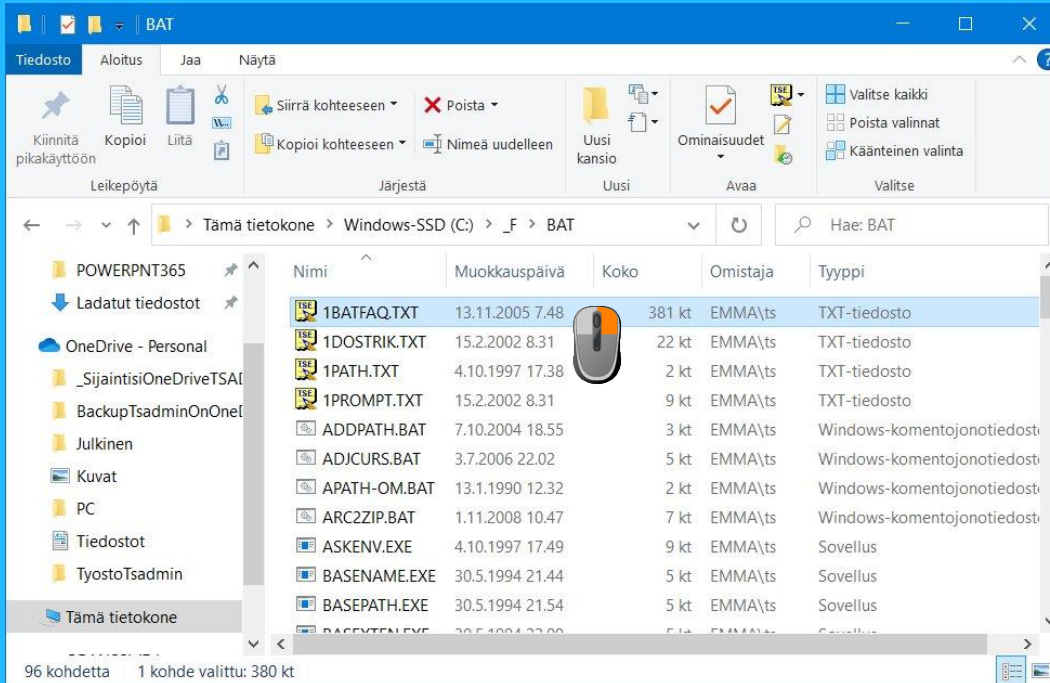 BAT
Tiedosto Aloitus Jaa Näytä
Kiinnitä pikakäyttöön
Kopioi
Liitä
Siirrä kohteeseen
Kopioi kohteeseen
Poista
Nimeä uudelleen
Uusi kansio
Ominaisuudet
Valitse kaikki
Poista valinnat
Käänteinen valinta
Leikepöytä Järjestä Uusi Avaa Valitse
Tämä tietokone > Windows-SSD (C:) > _F > BAT
Hae: BAT
POWERPNT365
Ladatut tiedostot
OneDrive - Personal
_SijaintisiOneDriveTSA
BackupTsadminOnOne
Julkinen
Kuvat
PC
Tiedostot
TyostoTsadmin
Tämä tietokone
Nimi Muokkauspäivä Koko Omistaja Tyyppi
1BATFAQ.TXT 13.11.2005 7.48 381 kt EMMA\ts TXT-tiedosto
1DOSTRIK.TXT 15.2.2002 8.31 22 kt EMMA\ts TXT-tiedosto
1PATH.TXT 4.10.1997 17.38 2 kt EMMA\ts TXT-tiedosto
1PROMPT.TXT 15.2.2002 8.31 9 kt EMMA\ts TXT-tiedosto
ADDPATH.BAT 7.10.2004 18.55 3 kt EMMA\ts Windows-komentojonotiedost
ADJCURS.BAT 3.7.2006 22.02 5 kt EMMA\ts Windows-komentojonotiedost
APATH-OM.BAT 13.1.1990 12.32 2 kt EMMA\ts Windows-komentojonotiedost
ARC2ZIP.BAT 1.11.2008 10.47 7 kt EMMA\ts Windows-komentojonotiedost
ASKENV.EXE 4.10.1997 17.49 9 kt EMMA\ts Sovellus
BASENAME.EXE 30.5.1994 21.44 5 kt EMMA\ts Sovellus
BASEPATH.EXE 30.5.1994 21.54 5 kt EMMA\ts Sovellus
96 kohdetta 1 kohde valittu: 380 kt